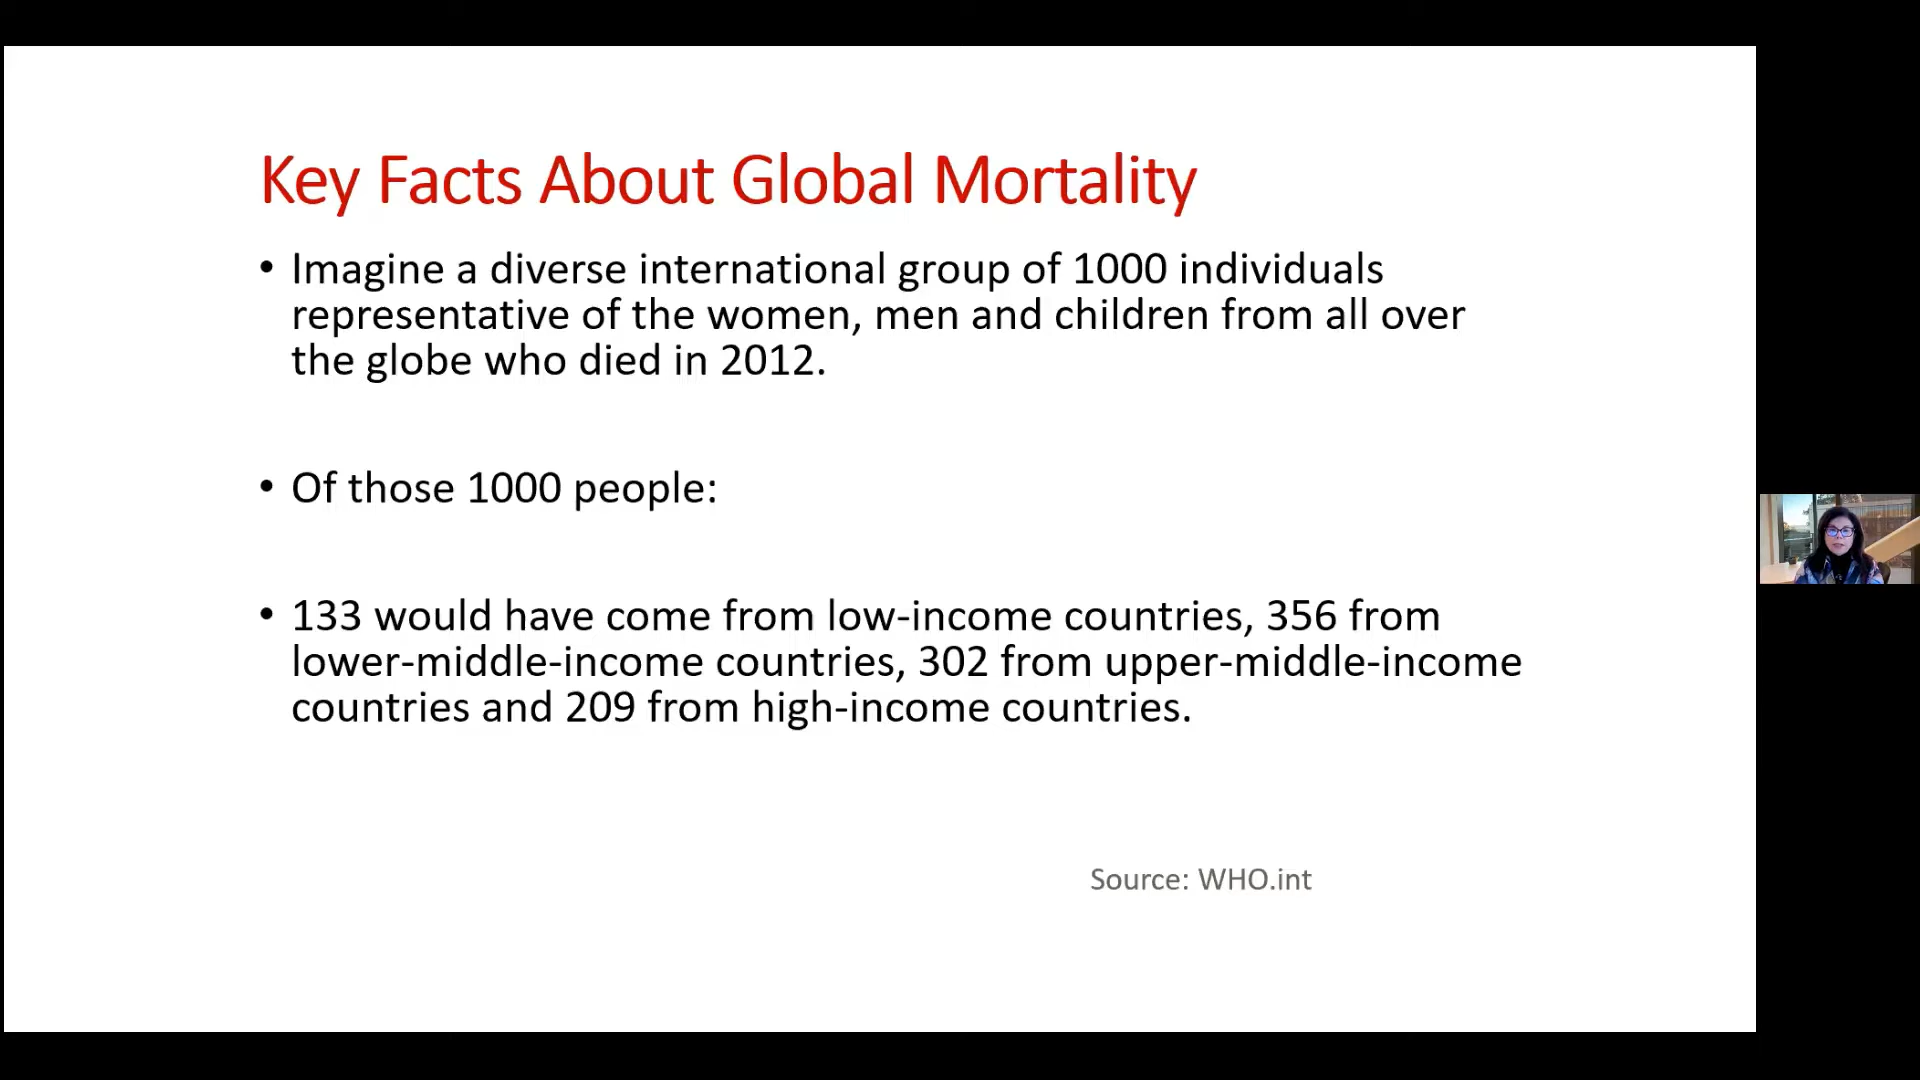 Key Facts About Global Mortality
• Imagine a diverse international group of 1000 individuals
representative of the women, men and children from all over
the globe who died in 2012.
• Of those 1000 people:
• 133 would have come from low-income countries, 356 from
lower-middle-income countries, 302 from upper-middle-income
countries and 209 from high-income countries.
Source: WHO.int